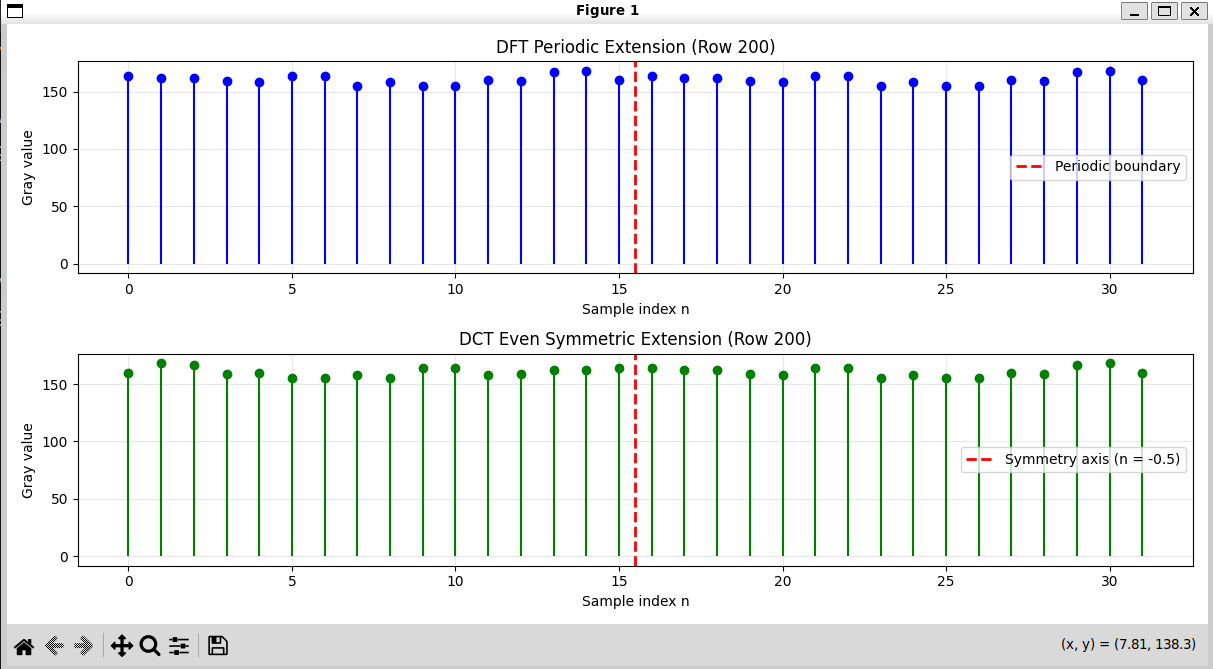 Figure 1
DFT Periodic Extension (Row 200)
150
100
50
0
Gray value
Periodic boundary
0 5 10 15 20 25 30
Sample index n
DCT Even Symmetric Extension (Row 200)
150
100
50
0
Gray value
Symmetry axis (n = -0.5)
0 5 10 15 20 25 30
Sample index n
(x, y) = (7.81, 138.3)